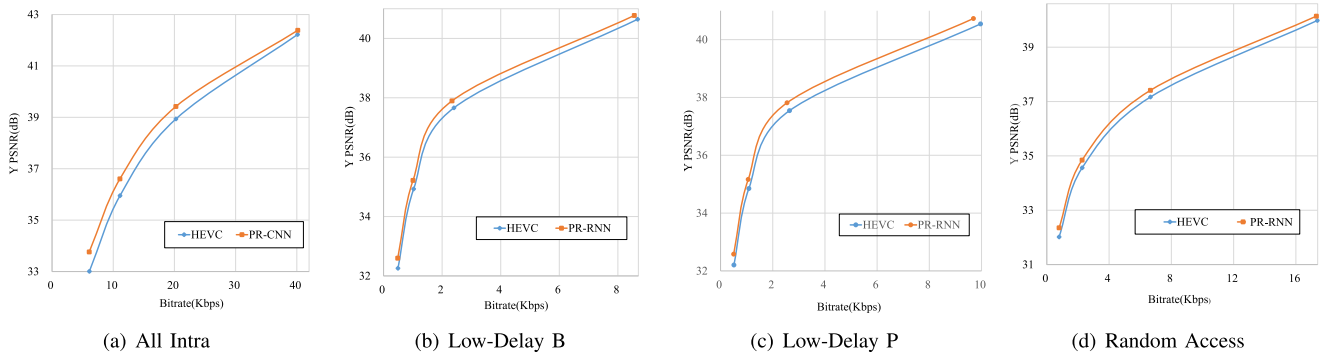 43
41
39
37
35
33
Y PSNR(dB)
0
10
20
30
40
Bitrate(Kbps)
HEVC
PR-CNN
(a) All Intra
40
38
36
34
32
Y PSNR(dB)
0
2
4
6
8
Bitrate(Kbps)
HEVC
PR-RNN
(b) Low-Delay B
40
38
36
34
32
Y PSNR(dB)
0
2
4
6
8
10
Bitrate(Kbps)
HEVC
PR-RNN
(c) Low-Delay P
39
37
35
33
31
Y PSNR(dB)
0
4
8
12
16
Bitrate(Kbps)
HEVC
PR-RNN
(d) Random Access